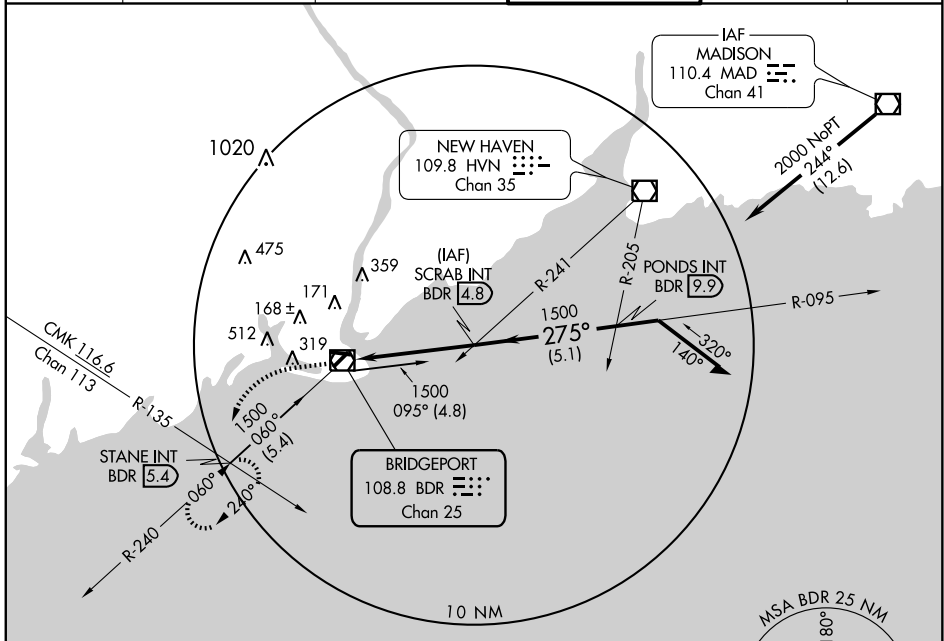 IAF
MADISON
110.4 MAD
Chan 41
2000 NoPT
244°
(12.6)
1020
NEW HAVEN
109.8 HVN
Chan 35
475
359
171
168 ±
512
319
(IAF)
SCRAB INT
BDR 4.8
R-241
R-205
PONDS INT
BDR 9.9
R-095
1500
275°
(5.1)
320°
140°
CMK 116.6
Chan 113
R-135
1500
095° (4.8)
1500
060°
(5.4)
STANE INT
BDR 5.4
060°
240°
R-240
BRIDGEPORT
108.8 BDR
Chan 25
10 NM
MSA BDR 25 NM